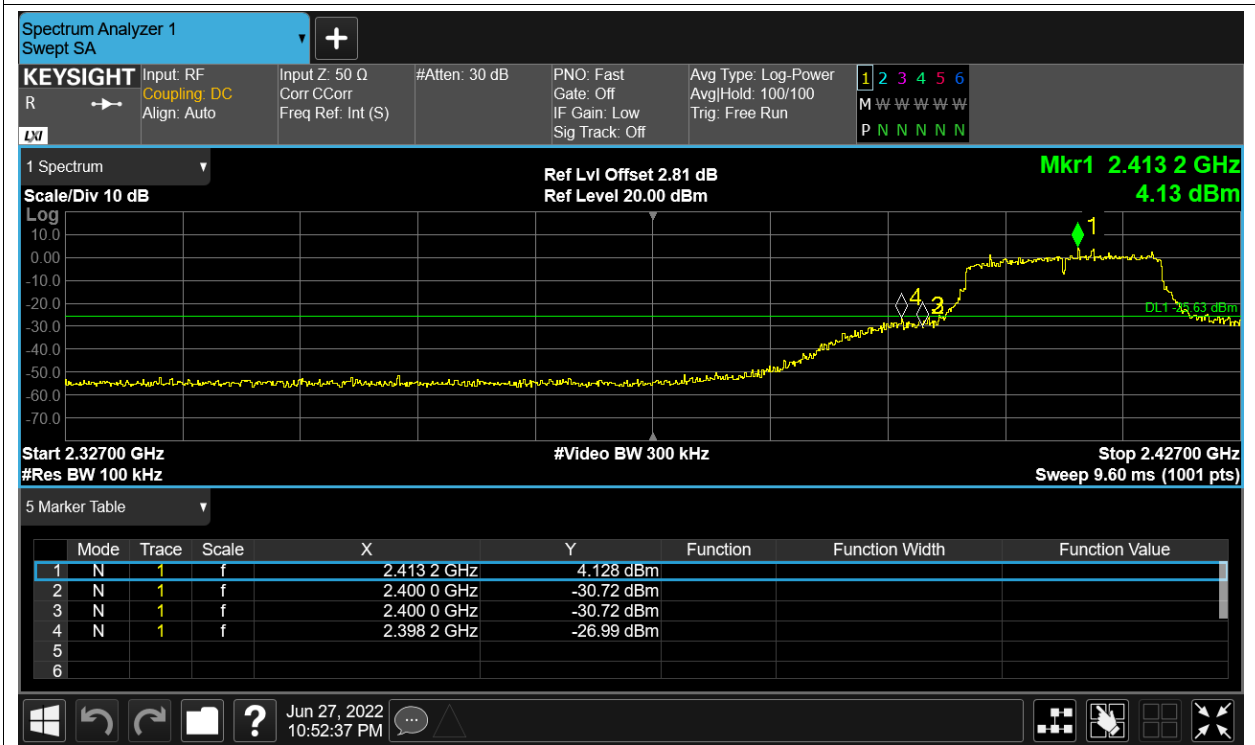 Spectrum Analyzer 1
Swept SA
KEYSIGHT Input: RF Input Z: 50 Ω #Atten: 30 dB PNO: Fast Avg Type: Log-Power 1 2 3 4 5 6
R Coupling: DC Corr CCorr Gate: Off Avg|Hold: 100/100 M W W W W W W
Align: Auto Freq Ref: Int (S) IF Gain: Low Trig: Free Run
LXI Sig Track: Off P N N N N N N
1 Spectrum Ref Lvl Offset 2.81 dB Mkr1 2.413 2 GHz
Scale/Div 10 dB Ref Level 20.00 dBm 4.13 dBm
Log
10.0 1
0.00
-10.0
-20.0 4 2 DL1 -25.63 dBm
-30.0
-40.0
-50.0
-60.0
-70.0
Start 2.32700 GHz #Video BW 300 kHz Stop 2.42700 GHz
#Res BW 100 kHz Sweep 9.60 ms (1001 pts)
5 Marker Table
Mode Trace Scale X Y Function Function Width Function Value
1 N 1 f 2.413 2 GHz 4.128 dBm
2 N 1 f 2.400 0 GHz -30.72 dBm
3 N 1 f 2.400 0 GHz -30.72 dBm
4 N 1 f 2.398 2 GHz -26.99 dBm
5
6
? Jun 27, 2022
10:52:37 PM